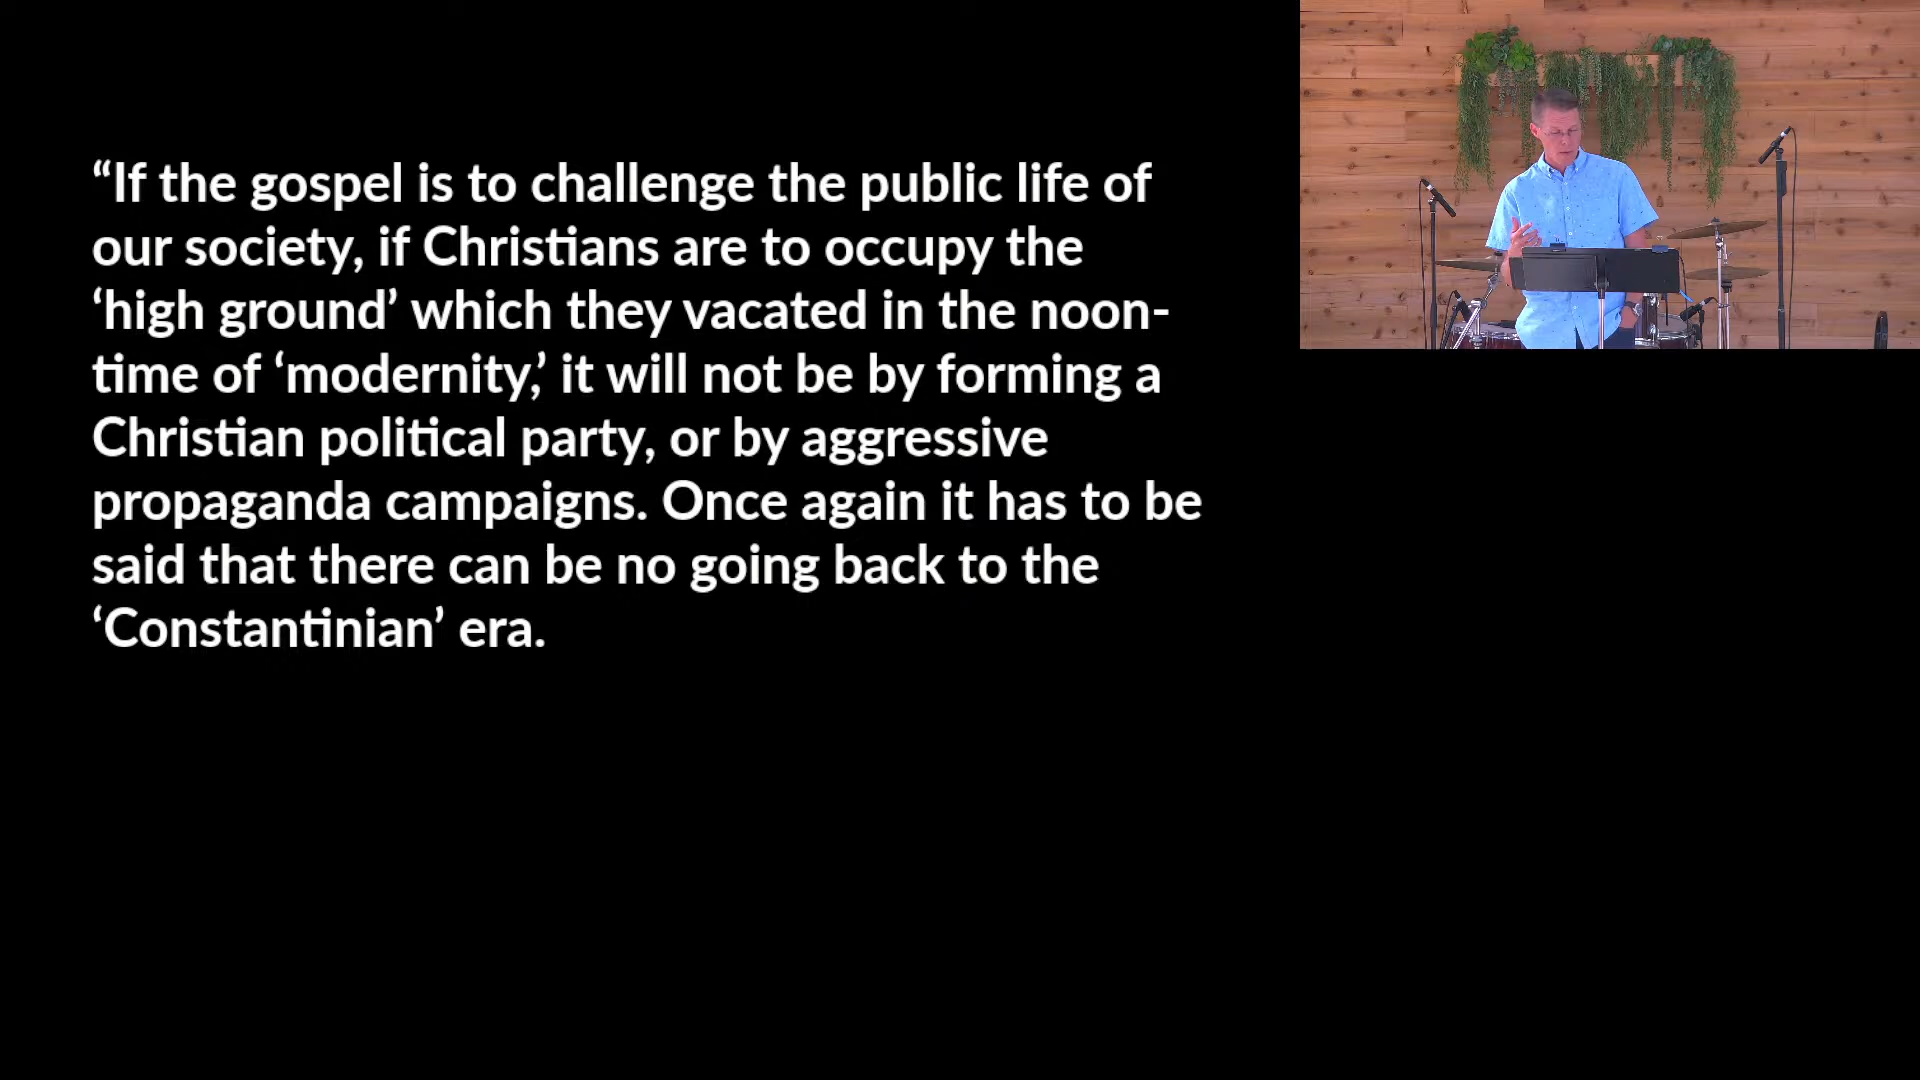 “If the gospel is to challenge the public life of
our society, if Christians are to occupy the
‘high ground’ which they vacated in the noon-
time of ‘modernity,’ it will not be by forming a
Christian political party, or by aggressive
propaganda campaigns. Once again it has to be
said that there can be no going back to the
‘Constantinian’ era.